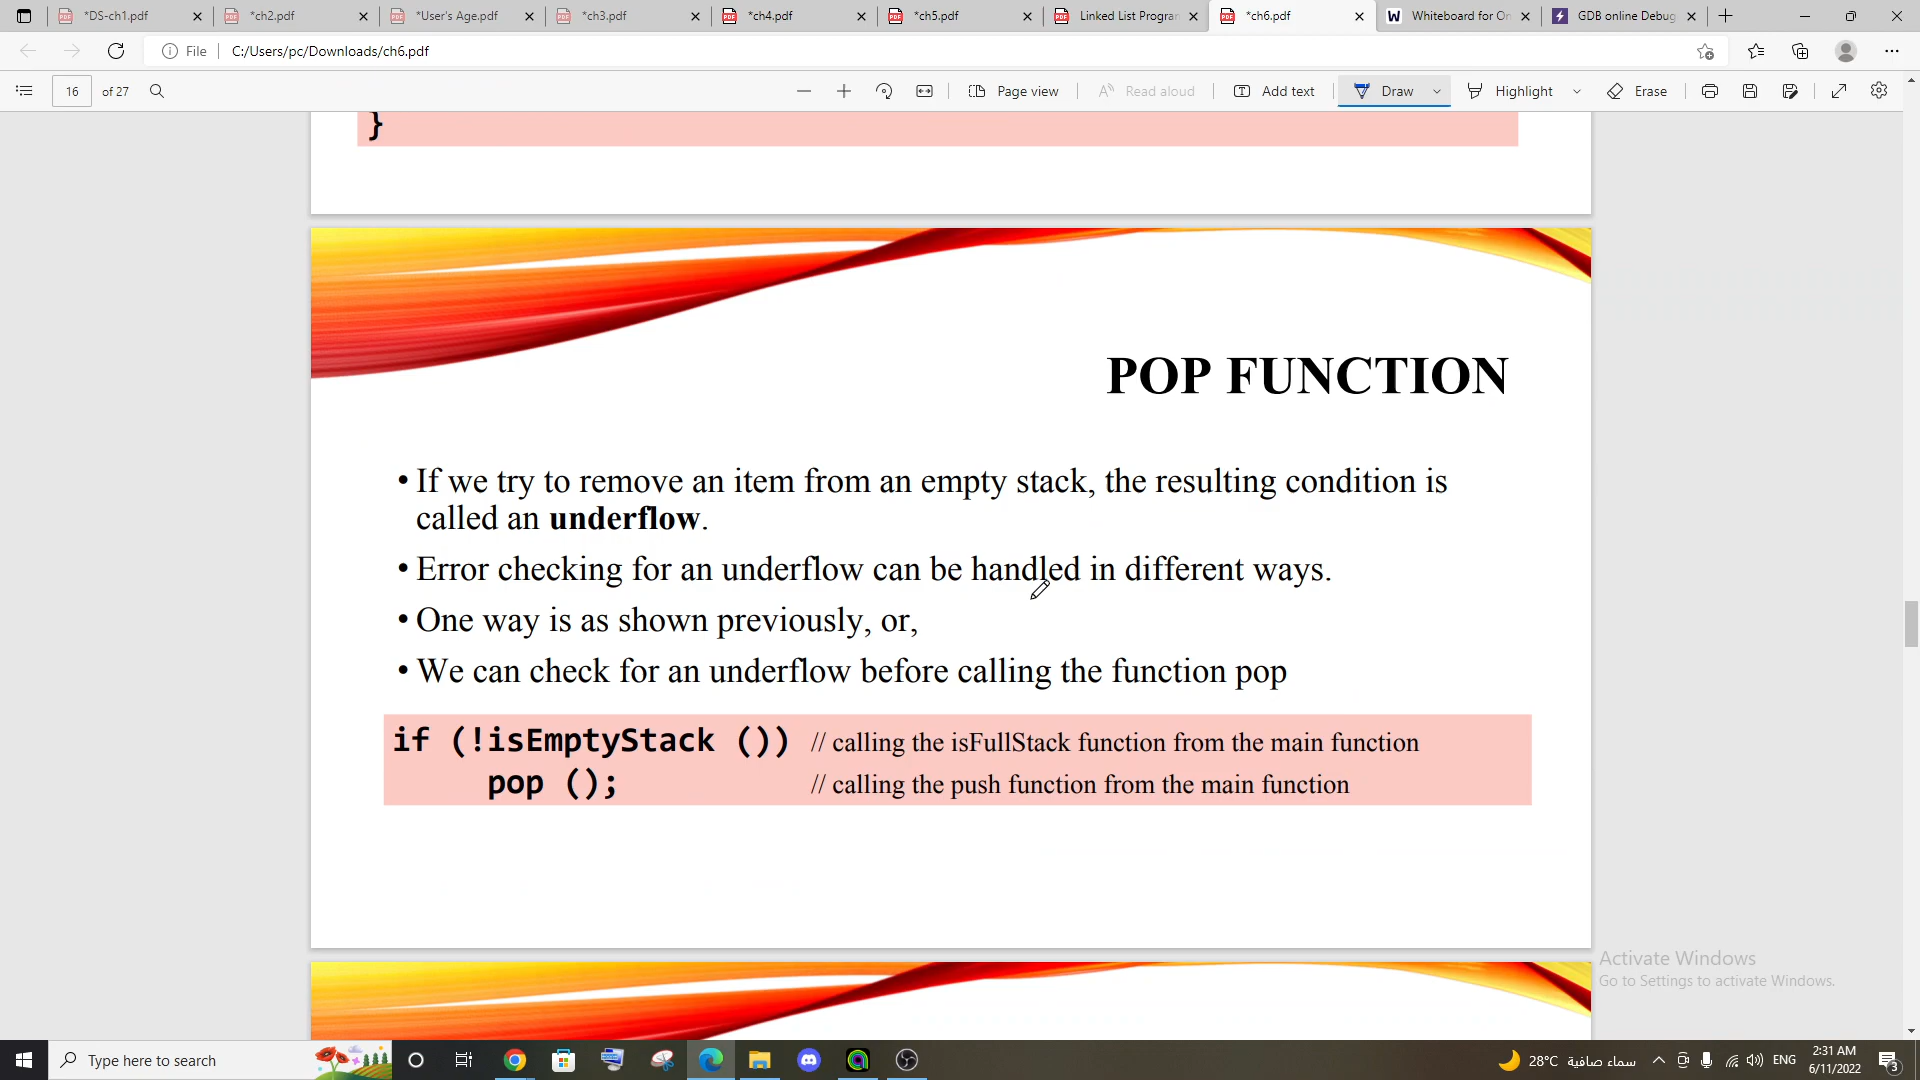 *DS-ch1.pdf
*ch2.pdf
*User's Age.pdf
*ch3.pdf
*ch4.pdf
*ch5.pdf
Linked List Program
*ch6.pdf
Whiteboard for On
GDB online Debug
File
C:/Users/pc/Downloads/ch6.pdf
16 of 27
Page view
Read aloud
Add text
Draw
Highlight
Erase
}
POP FUNCTION
• If we try to remove an item from an empty stack, the resulting condition is
called an underflow.
• Error checking for an underflow can be handled in different ways.
• One way is as shown previously, or,
• We can check for an underflow before calling the function pop
if (!isEmptyStack ()) // calling the isFullStack function from the main function
pop (); // calling the push function from the main function
Activate Windows
Go to Settings to activate Windows.
Type here to search
28°C سماء صافية
ENG
2:31 AM
6/11/2022
3